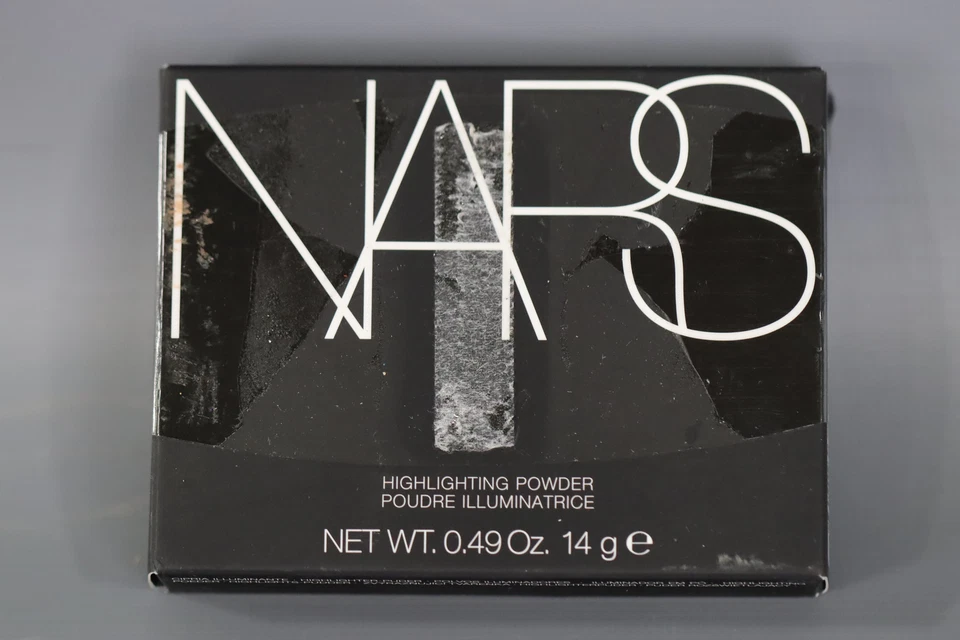 NARS
HIGHLIGHTING POWDER
POUDRE ILLUMINATRICE
NET WT. 0.49 Oz. 14 g ℮